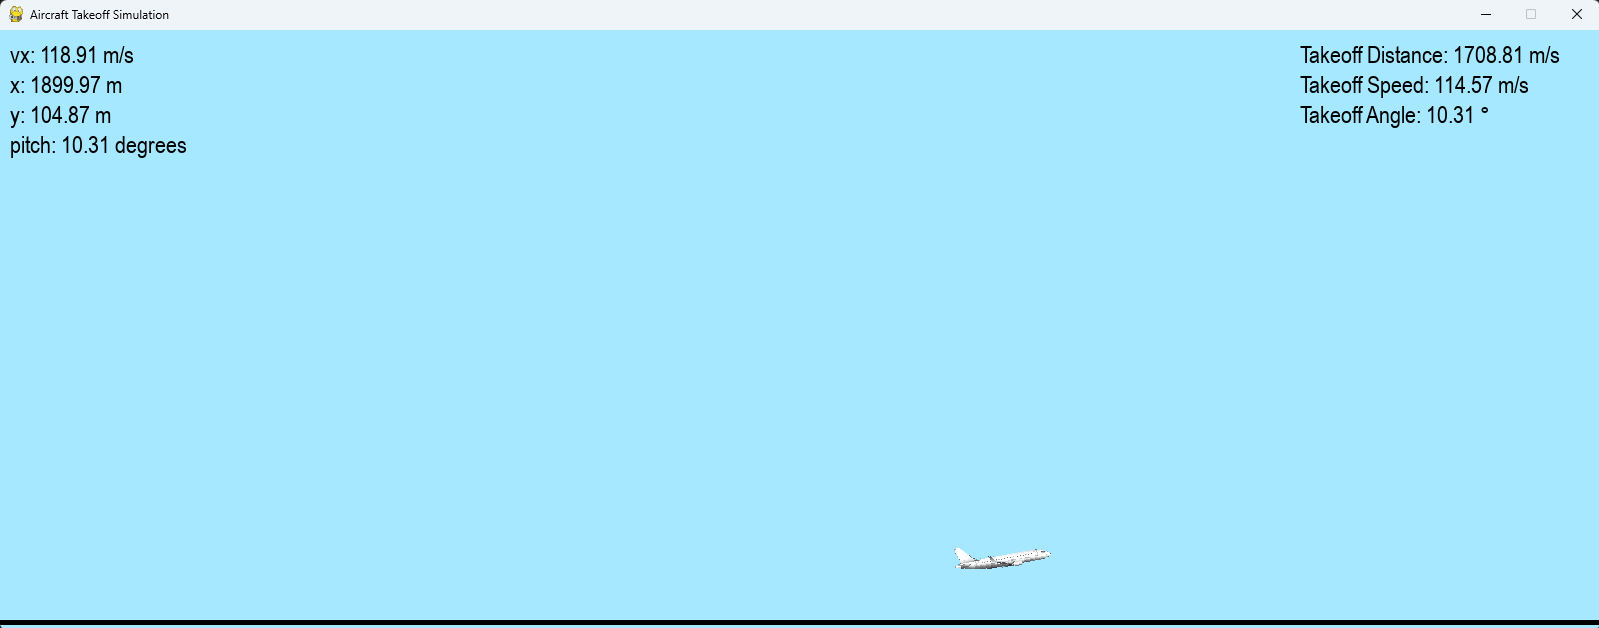 Aircraft Takeoff Simulation
vx: 118.91 m/s
x: 1899.97 m
y: 104.87 m
pitch: 10.31 degrees
Takeoff Distance: 1708.81 m/s
Takeoff Speed: 114.57 m/s
Takeoff Angle: 10.31 °